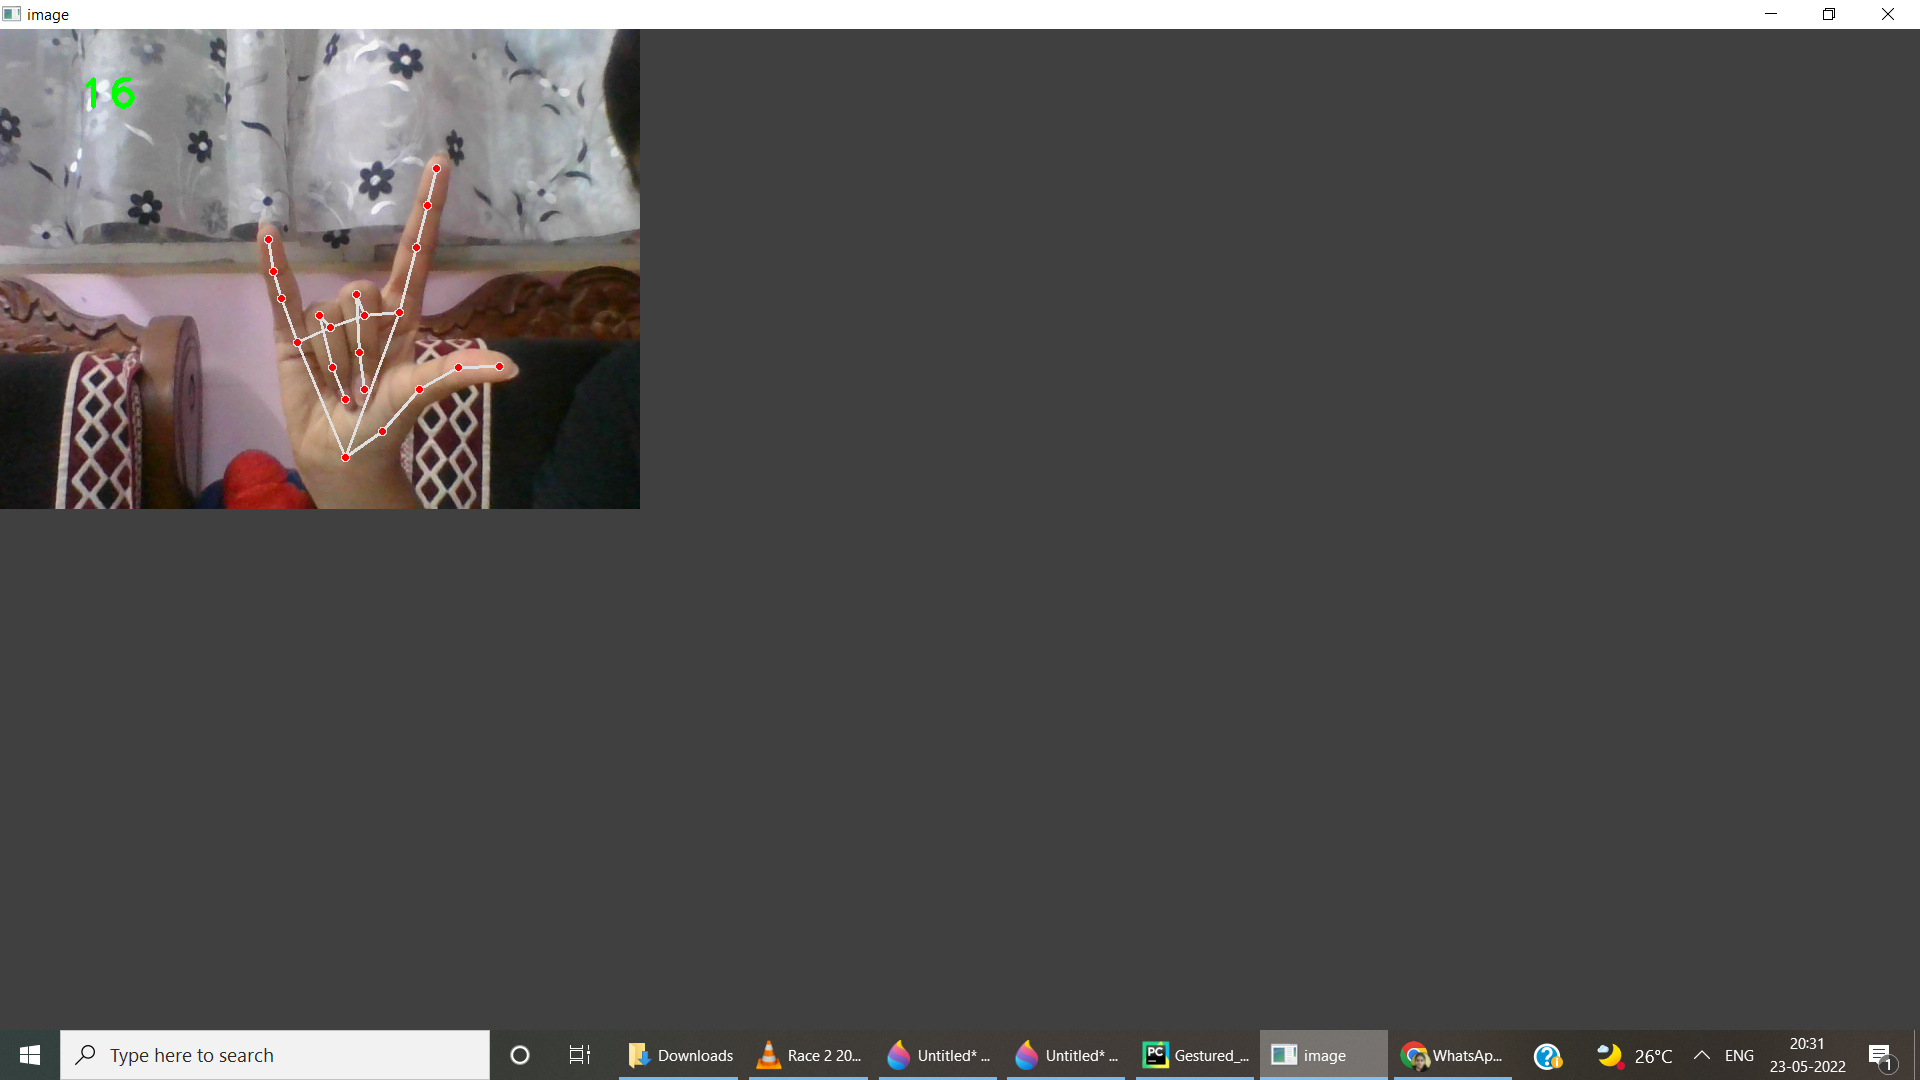 image
16
Type here to search
Downloads
Race 2 20...
Untitled* ...
Untitled* ...
PC
Gestured_...
image
WhatsAp...
26°C
ENG
20:31
23-05-2022
1